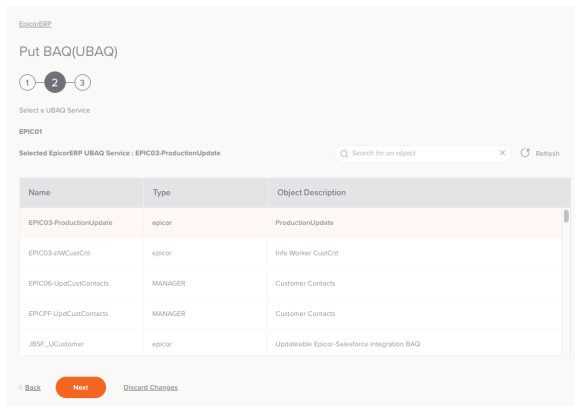 EpicorERP
Put BAQ(UBAQ)
1 2 3
Select a UBAQ Service
EPIC01
Selected EpicorERP UBAQ Service : EPIC03-ProductionUpdate Search for an object × Refresh
Name Type Object Description
EPIC03-ProductionUpdate epicor ProductionUpdate
EPIC03-zIWCustCnt epicor Info Worker CustCnt
EPIC06-UpdCustContacts MANAGER Customer Contacts
EPICPF-UpdCustContacts MANAGER Customer Contacts
JBSF_UCustomer epicor Updateable Epicor-Salesforce integration BAQ
< Back Next Discard Changes